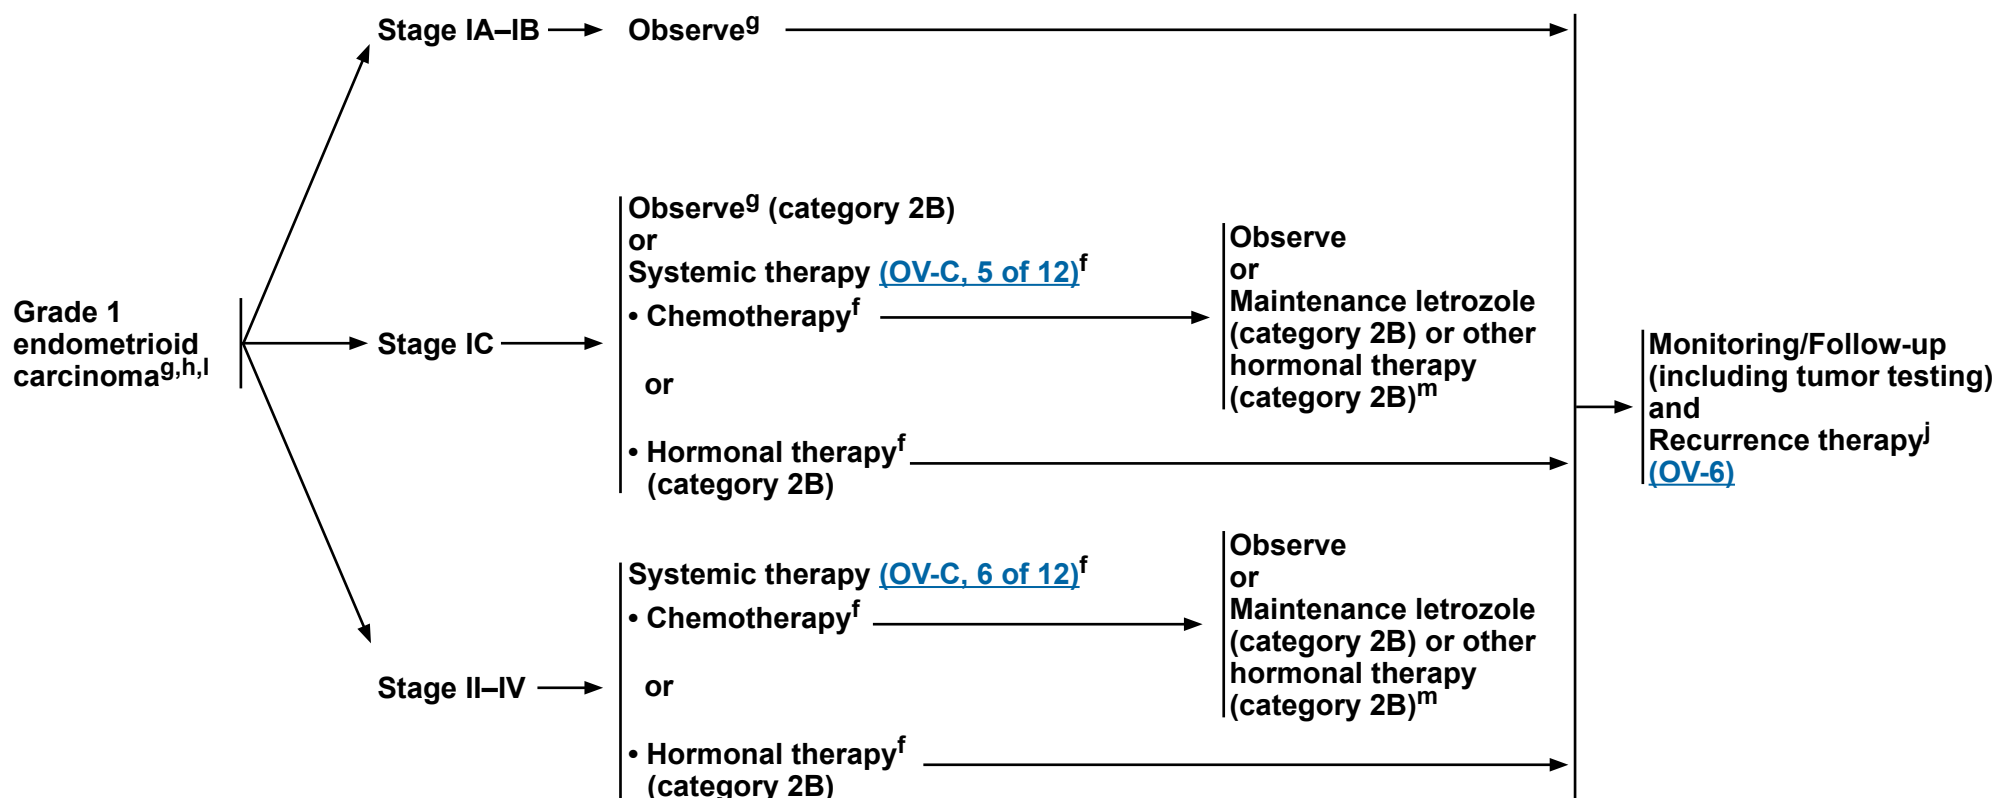 Stage IA–IB
Observeᵍ
Grade 1
endometrioid
carcinomaᵍ,ʰ,ˡ
Stage IC
Observeᵍ (category 2B)
or
Systemic therapy (OV-C, 5 of 12)ᶠ
• Chemotherapyᶠ
or
• Hormonal therapyᶠ
(category 2B)
Observe
or
Maintenance letrozole
(category 2B) or other
hormonal therapy
(category 2B)ᵐ
Stage II–IV
Systemic therapy (OV-C, 6 of 12)ᶠ
• Chemotherapyᶠ
or
• Hormonal therapyᶠ
(category 2B)
Observe
or
Maintenance letrozole
(category 2B) or other
hormonal therapy
(category 2B)ᵐ
Monitoring/Follow-up
(including tumor testing)
and
Recurrence therapyʲ
(OV-6)